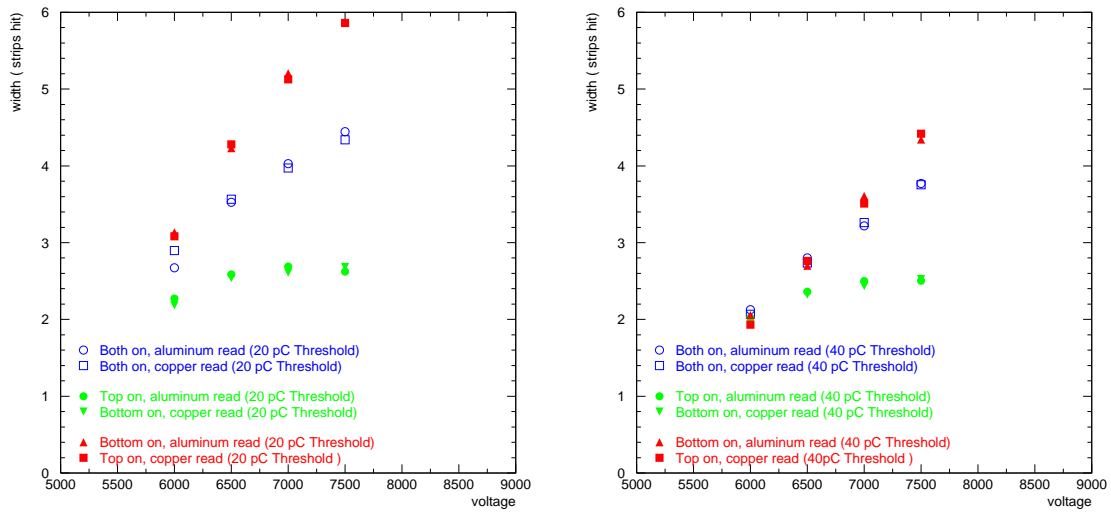 width ( strips hit)
6
5
4
3
2
1
0
Both on, aluminum read (20 pC Threshold)
Both on, copper read (20 pC Threshold)
Top on, aluminum read (20 pC Threshold)
Bottom on, copper read (20 pC Threshold)
Bottom on, aluminum read (20 pC Threshold)
Top on, copper read (20 pC Threshold )
5000 5500 6000 6500 7000 7500 8000 8500 9000
voltage
width ( strips hit)
6
5
4
3
2
1
0
Both on, aluminum read (40 pC Threshold)
Both on, copper read (40 pC Threshold)
Top on, aluminum read (40 pC Threshold)
Bottom on, copper read (40 pC Threshold)
Bottom on, aluminum read (40 pC Threshold)
Top on, copper read (40pC Threshold )
5000 5500 6000 6500 7000 7500 8000 8500 9000
voltage